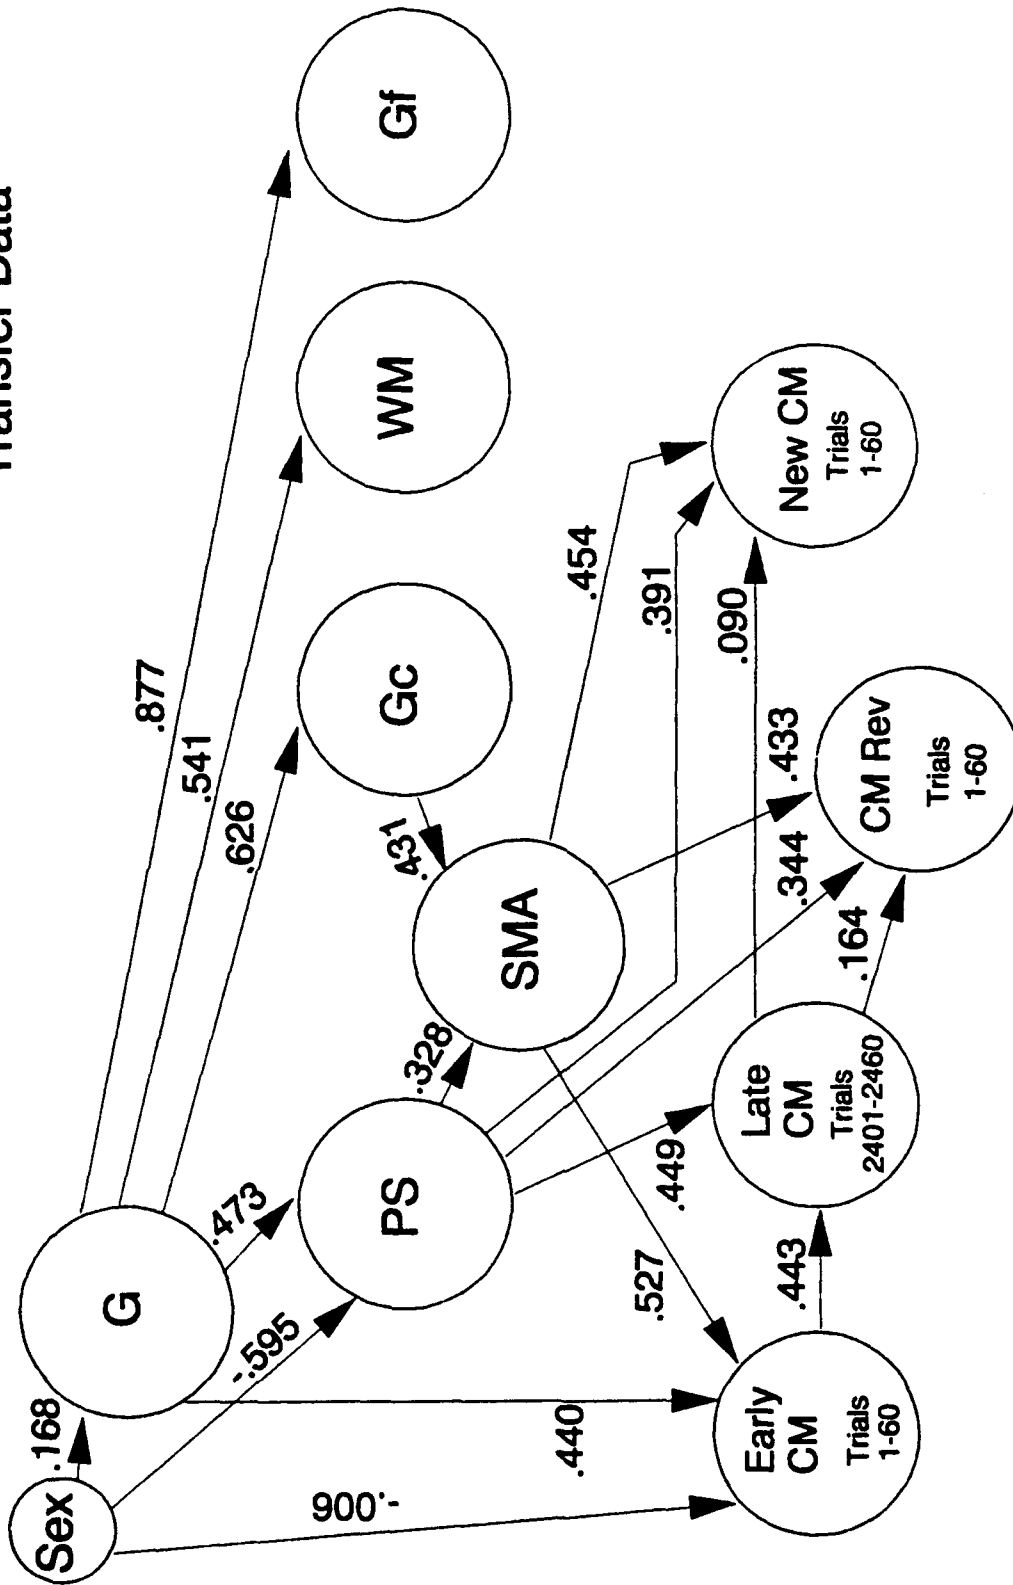 Transfer Data
Sex
.168
G
.877
.541
.626
-.595
.473
-.006
.440
PS
.328
SMA
.431
Gc
WM
Gf
.527
.449
.454
.391
.090
.443
.164
.344
.433
Early
CM
Trials
1-60
Late
CM
Trials
2401-2460
New CM
Trials
1-60
CM Rev
Trials
1-60